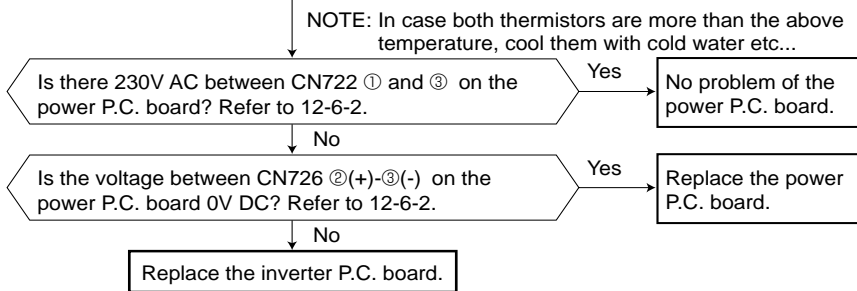 NOTE: In case both thermistors are more than the above
temperature, cool them with cold water etc...
Is there 230V AC between CN722 ① and ③ on the
power P.C. board? Refer to 12-6-2.
Yes
No problem of the
power P.C. board.
No
Is the voltage between CN726 ②(+)-③(-) on the
power P.C. board 0V DC? Refer to 12-6-2.
Yes
Replace the power
P.C. board.
No
Replace the inverter P.C. board.